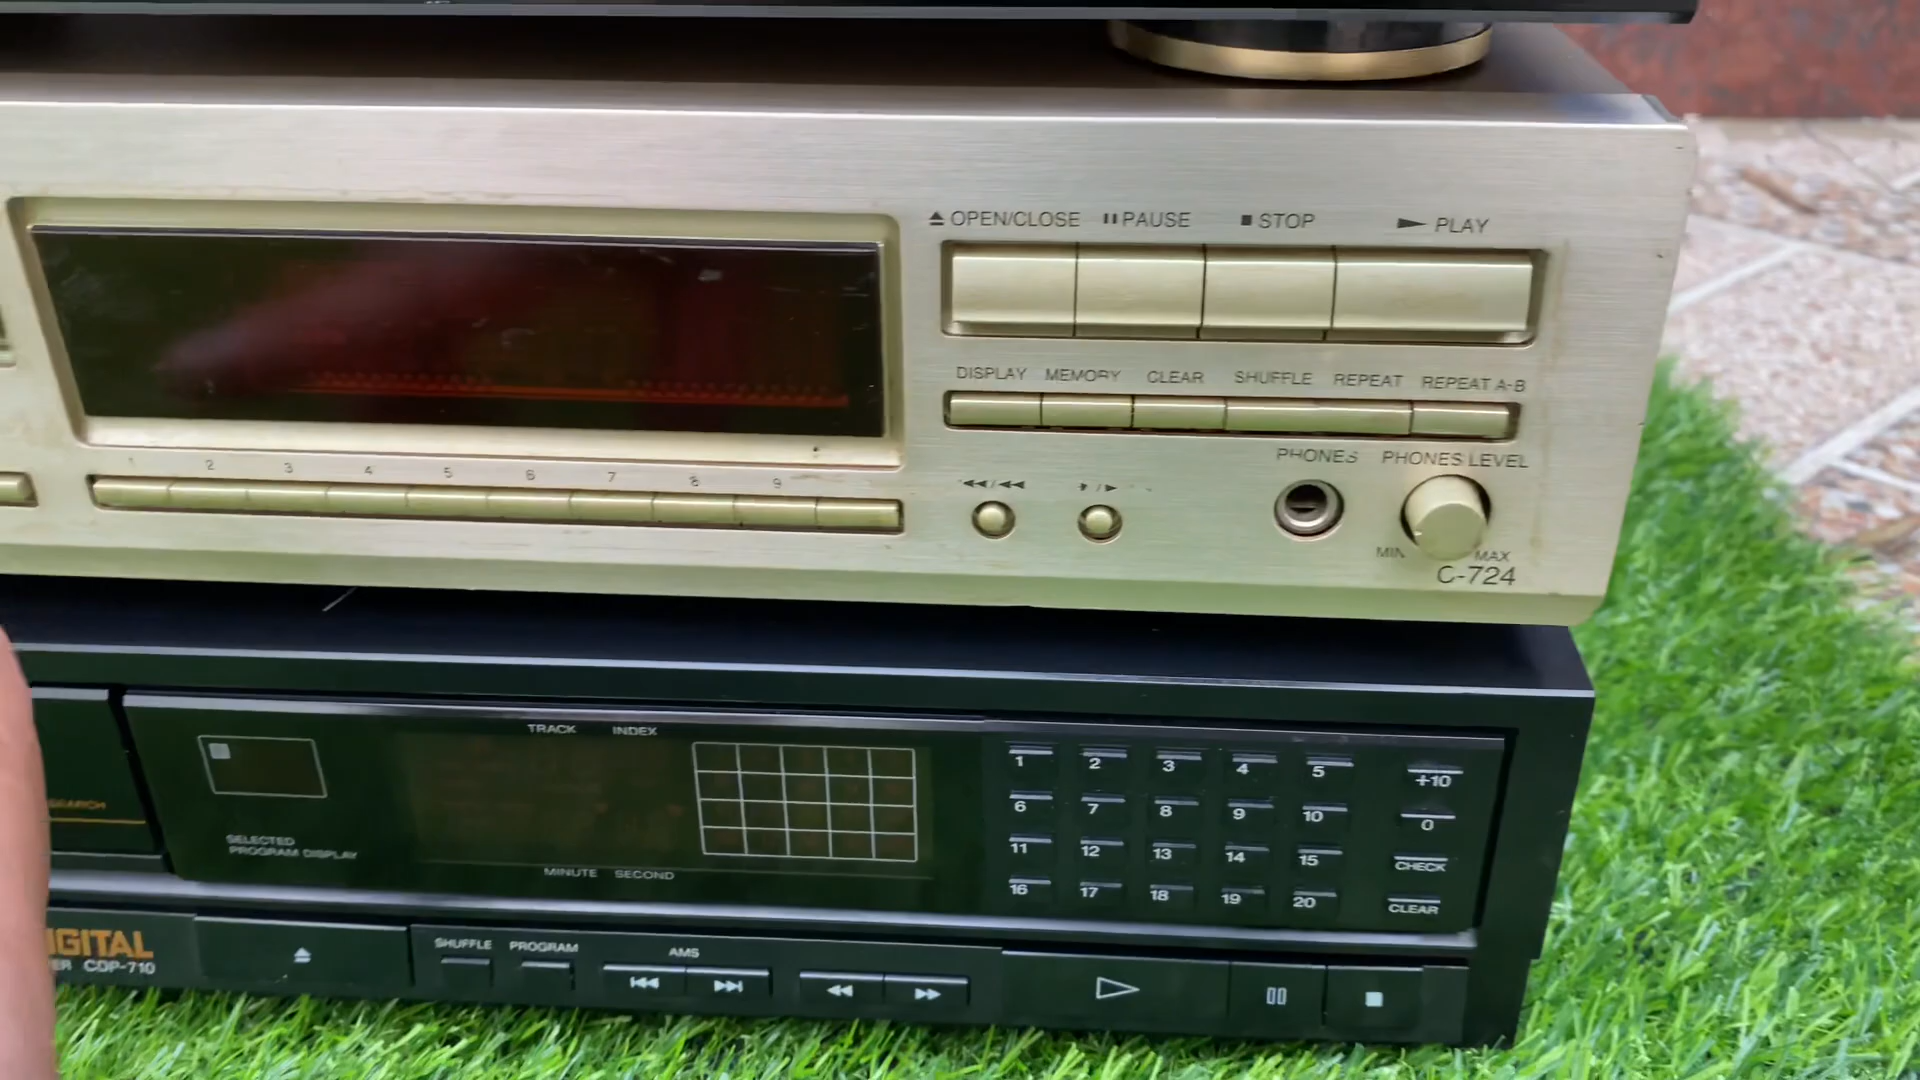 OPEN/CLOSE PAUSE STOP PLAY
DISPLAY MEMORY CLEAR SHUFFLE REPEAT REPEAT A-B
PHONES PHONES LEVEL
1 2 3 4 5 6 7 8 9
MIN MAX
C-724
TRACK INDEX
1 2 3 4 5 +10
6 7 8 9 10 0
SEARCH
SELECTED
PROGRAM DISPLAY
11 12 13 14 15 CHECK
MINUTE SECOND
16 17 18 19 20 CLEAR
IGITAL
ER CDP-710
SHUFFLE PROGRAM AMS